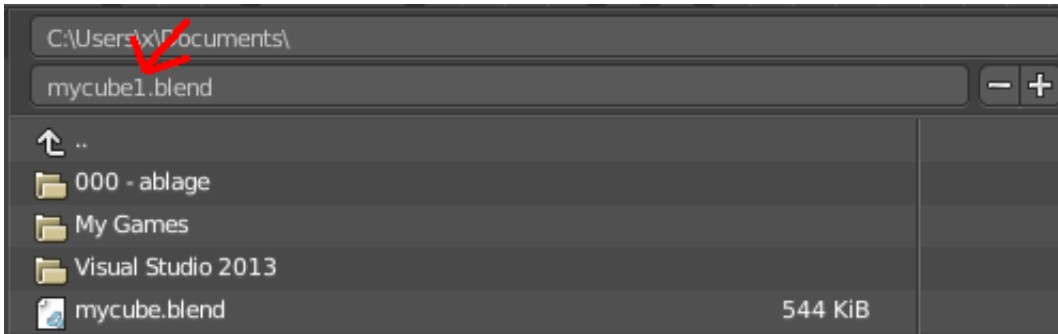 C:\Users\x\Documents\
mycube1.blend
..
000 - ablage
My Games
Visual Studio 2013
mycube.blend 544 KiB